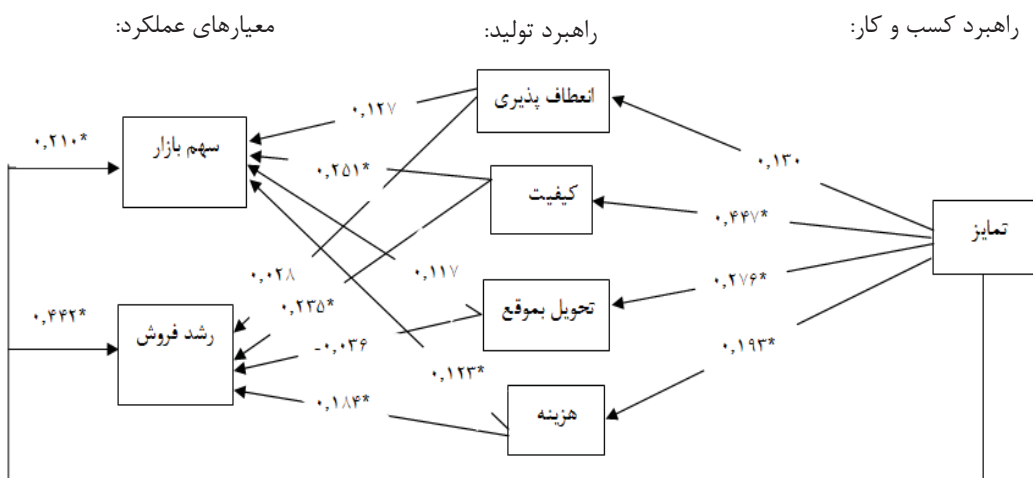 راهبرد کسب و کار:
راهبرد تولید:
معیارهای عملکرد:
انعطاف پذیری
۰,۱۲۷
۰,۲۱۰*
سهم بازار
۰,۱۳۰
۰,۲۵۱*
کیفیت
۰,۴۴۷*
تمایز
۰,۱۱۷
۰,۰۲۸
۰,۲۷۶*
تحویل بموقع
۰,۲۳۵*
۰,۴۴۲*
رشد فروش
-۰,۰۳۶
۰,۱۹۳*
۰,۱۲۳*
۰,۱۸۴*
هزینه